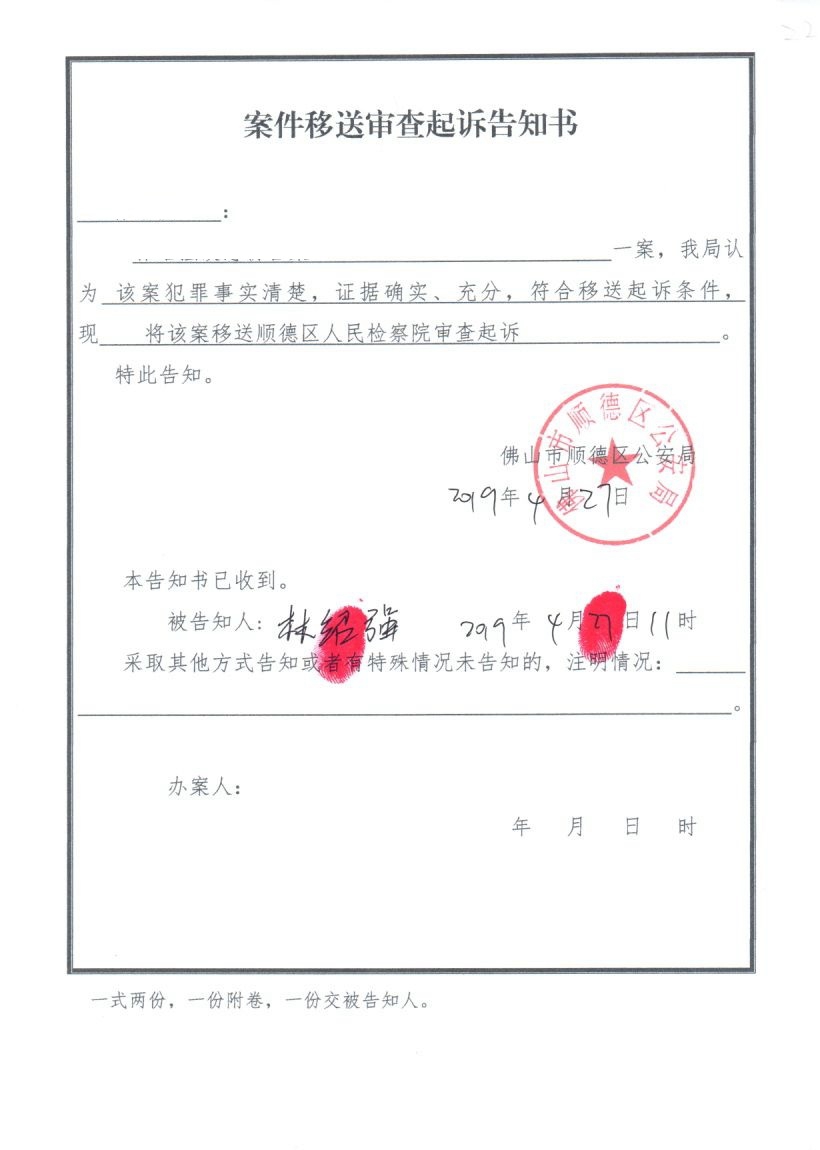 22
案件移送审查起诉告知书
：
一案，我局认
为 该案犯罪事实清楚，证据确实、充分，符合移送起诉条件，
现 将该案移送顺德区人民检察院审查起诉 。
特此告知。
佛山市顺德区公安局
佛山市顺德区公安局
2019年4月27日
本告知书已收到。
被告知人：林绍强 2019年4月27日11时
采取其他方式告知或者有特殊情况未告知的，注明情况：
。
办案人：
年 月 日 时
一式两份，一份附卷，一份交被告知人。